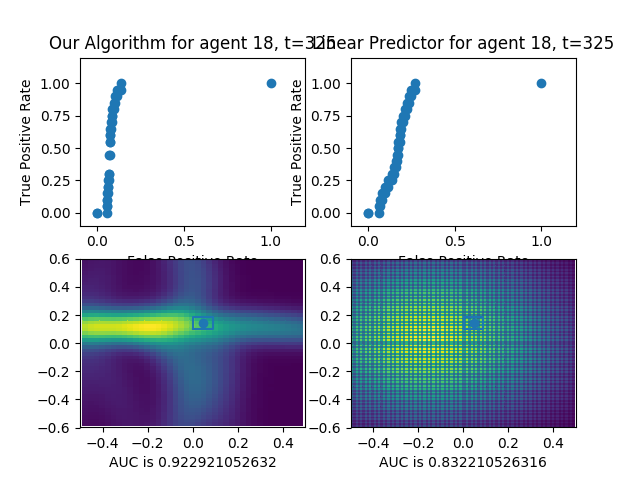 Our Algorithm for agent 18, t=325
Linear Predictor for agent 18, t=325
True Positive Rate
1.00
0.75
0.50
0.25
0.00
0.0 0.5 1.0
False Positive Rate
True Positive Rate
1.00
0.75
0.50
0.25
0.00
0.0 0.5 1.0
False Positive Rate
0.6
0.4
0.2
0.0
−0.2
−0.4
−0.6
−0.4 −0.2 0.0 0.2 0.4
AUC is 0.922921052632
0.6
0.4
0.2
0.0
−0.2
−0.4
−0.6
−0.4 −0.2 0.0 0.2 0.4
AUC is 0.832210526316